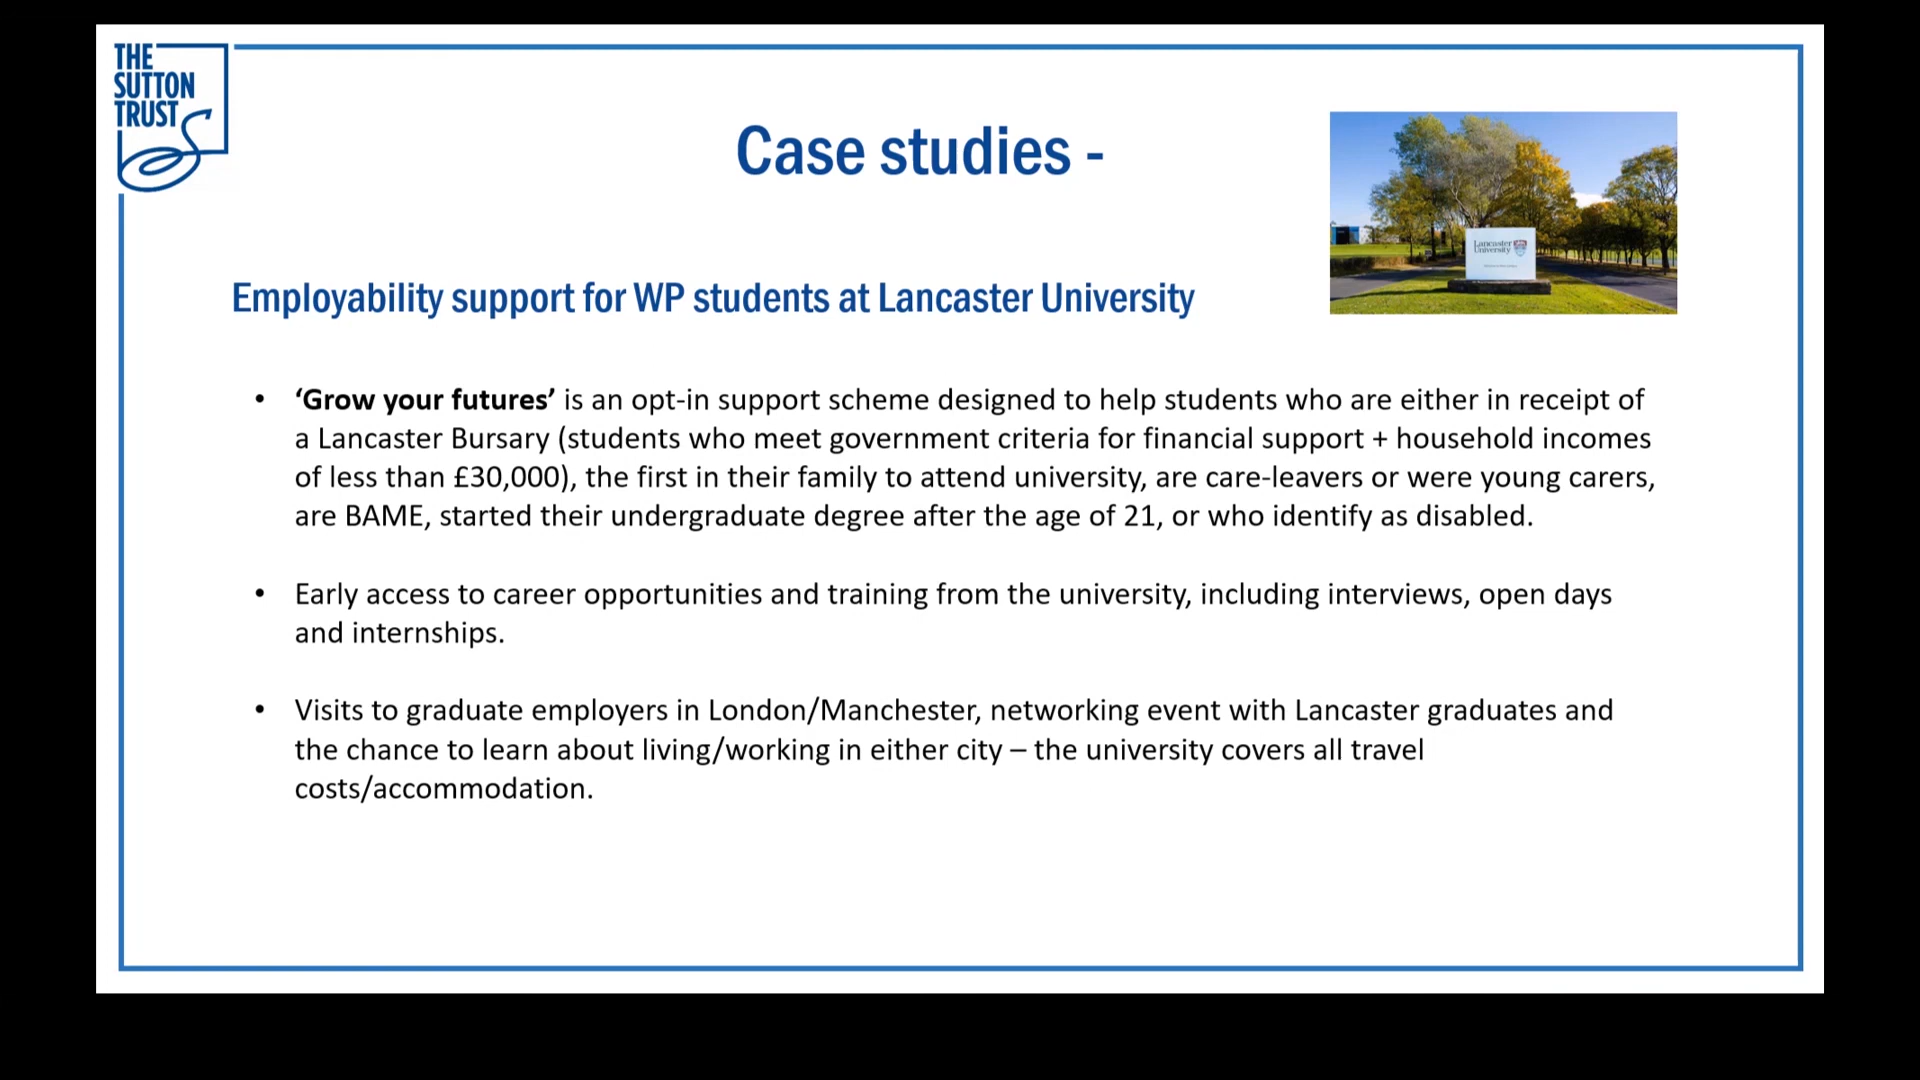 THE
SUTTON
TRUST
Case studies -
Lancaster
University
Employability support for WP students at Lancaster University
• ‘Grow your futures’ is an opt-in support scheme designed to help students who are either in receipt of
a Lancaster Bursary (students who meet government criteria for financial support + household incomes
of less than £30,000), the first in their family to attend university, are care-leavers or were young carers,
are BAME, started their undergraduate degree after the age of 21, or who identify as disabled.
• Early access to career opportunities and training from the university, including interviews, open days
and internships.
• Visits to graduate employers in London/Manchester, networking event with Lancaster graduates and
the chance to learn about living/working in either city – the university covers all travel
costs/accommodation.